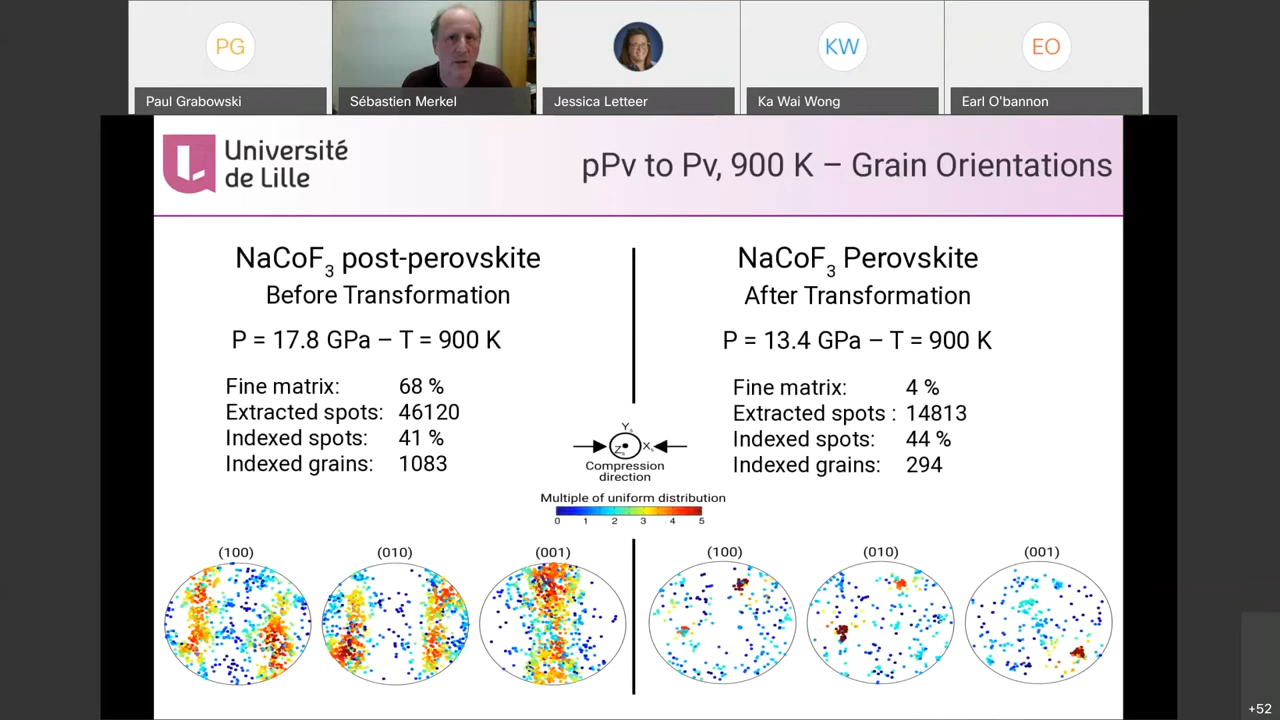 PG
KW
EO
Paul Grabowski
Sébastien Merkel
Jessica Letteer
Ka Wai Wong
Earl O'bannon
Université
de Lille
pPv to Pv, 900 K – Grain Orientations
NaCoF3 post-perovskite
Before Transformation
P = 17.8 GPa – T = 900 K
Fine matrix: 68 %
Extracted spots: 46120
Indexed spots: 41 %
Indexed grains: 1083
NaCoF3 Perovskite
After Transformation
P = 13.4 GPa – T = 900 K
Fine matrix: 4 %
Extracted spots : 14813
Indexed spots: 44 %
Indexed grains: 294
Ys
Zs
Xs
Compression
direction
Multiple of uniform distribution
0 1 2 3 4 5
(100) (010) (001)
(100) (010) (001)
+52